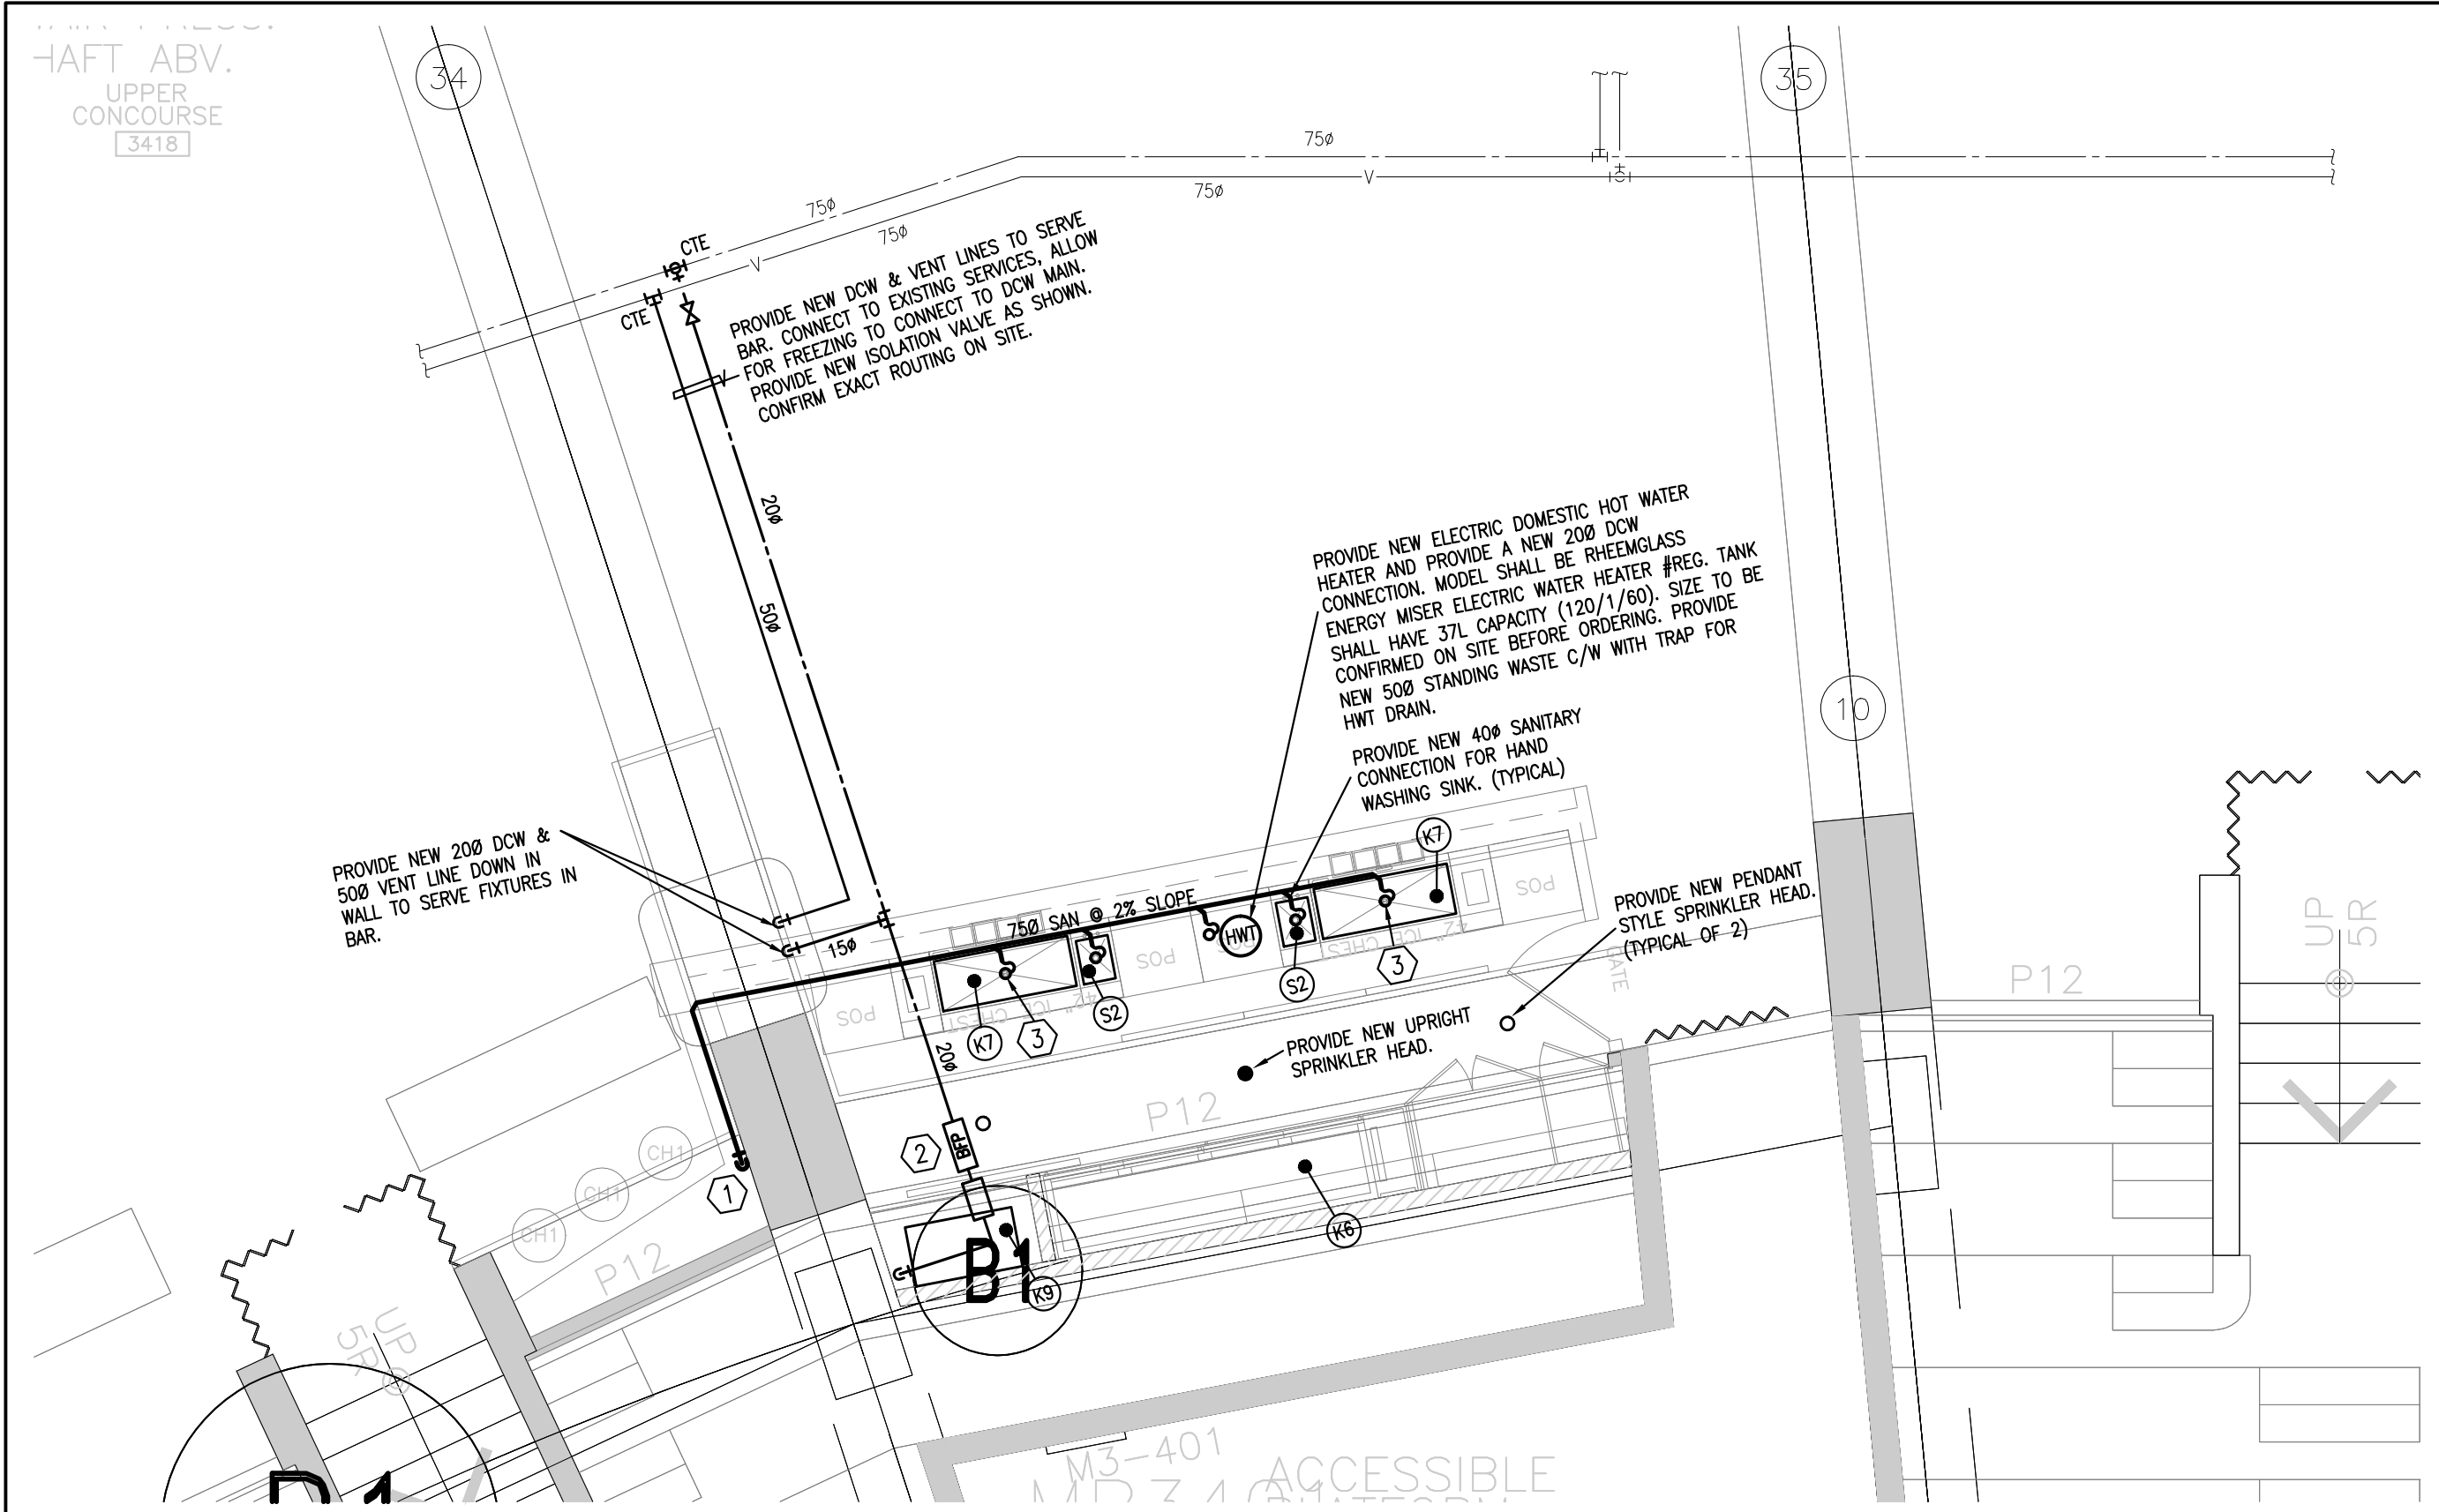 HAFT ABV.
UPPER
CONCOURSE
3418
34
35
75ø
75ø
V
75ø
75ø
V
CTE
CTE
PROVIDE NEW DCW & VENT LINES TO SERVE
BAR. CONNECT TO EXISTING SERVICES, ALLOW
FOR FREEZING TO CONNECT TO DCW MAIN.
PROVIDE NEW ISOLATION VALVE AS SHOWN.
CONFIRM EXACT ROUTING ON SITE.
V
20ø
50ø
PROVIDE NEW ELECTRIC DOMESTIC HOT WATER
HEATER AND PROVIDE A NEW 20Ø DCW
CONNECTION. MODEL SHALL BE RHEEMGLASS
ENERGY MISER ELECTRIC WATER HEATER #REG. TANK
SHALL HAVE 37L CAPACITY (120/1/60). SIZE TO BE
CONFIRMED ON SITE BEFORE ORDERING. PROVIDE
NEW 50Ø STANDING WASTE C/W WITH TRAP FOR
HWT DRAIN.
10
PROVIDE NEW 40ø SANITARY
CONNECTION FOR HAND
WASHING SINK. (TYPICAL)
PROVIDE NEW 20Ø DCW &
50Ø VENT LINE DOWN IN
WALL TO SERVE FIXTURES IN
BAR.
K7
PROVIDE NEW PENDANT
STYLE SPRINKLER HEAD.
(TYPICAL OF 2)
75Ø SAN @ 2% SLOPE
15ø
HWT
POS
POS
POS
42" ICE CHEST
42" ICE CHEST
S2
S2
3
3
K7
GATE
UP
@
5R
P12
20ø
PROVIDE NEW UPRIGHT
SPRINKLER HEAD.
P12
BFP
2
1
CH1
CH1
CH1
K6
K9
B1
P12
UP @
5R
M3-401
ACCESSIBLE